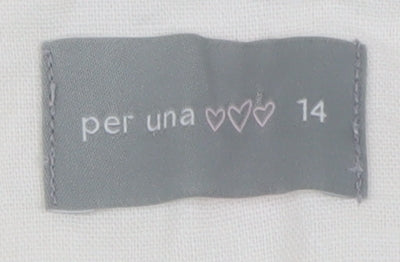 per una ♡♡♡ 14